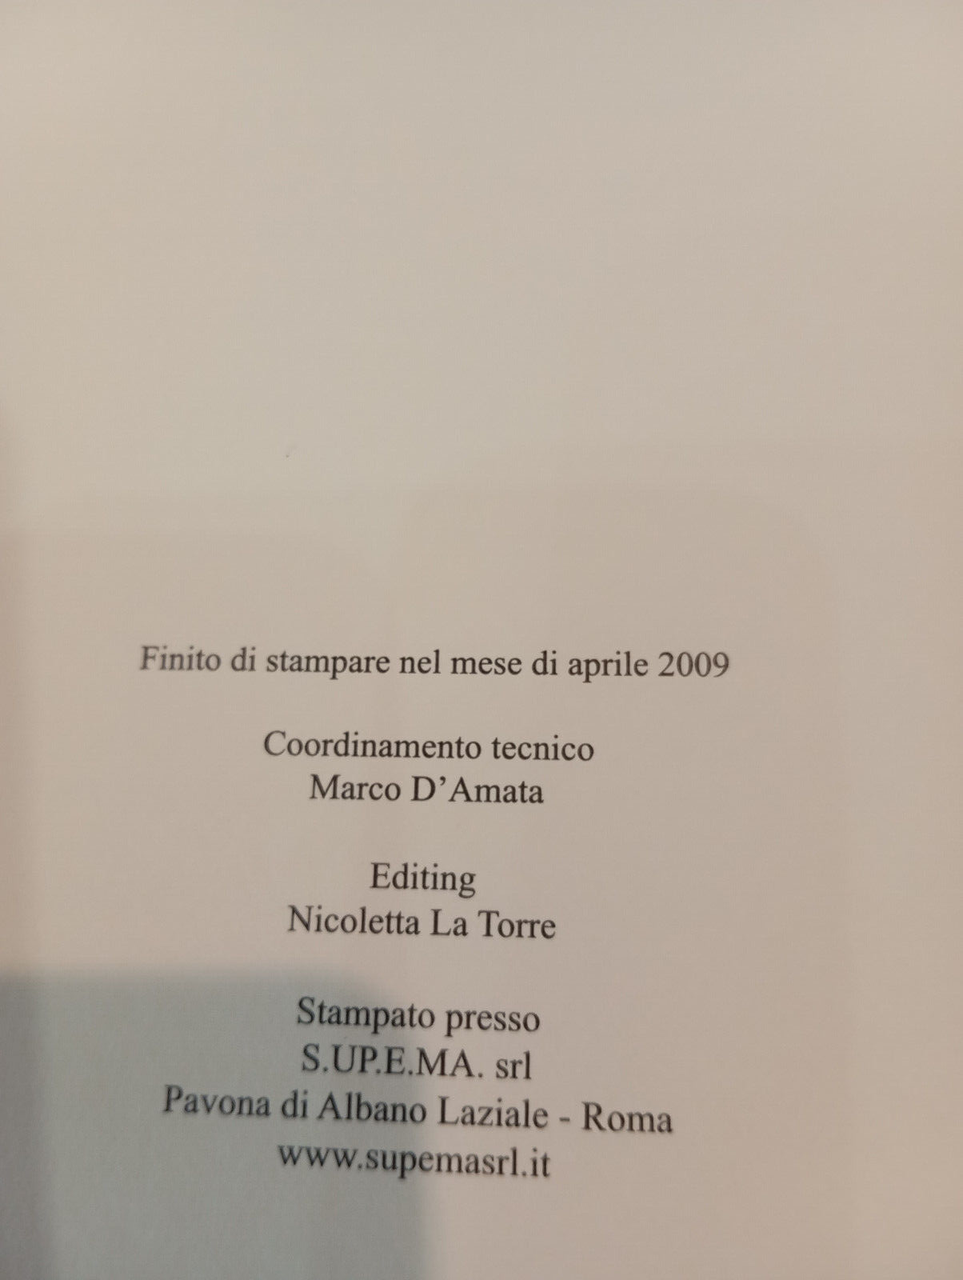 Finito di stampare nel mese di aprile 2009
Coordinamento tecnico
Marco D’Amata
Editing
Nicoletta La Torre
Stampato presso
S.UP.E.MA. srl
Pavona di Albano Laziale - Roma
www.supemasrl.it